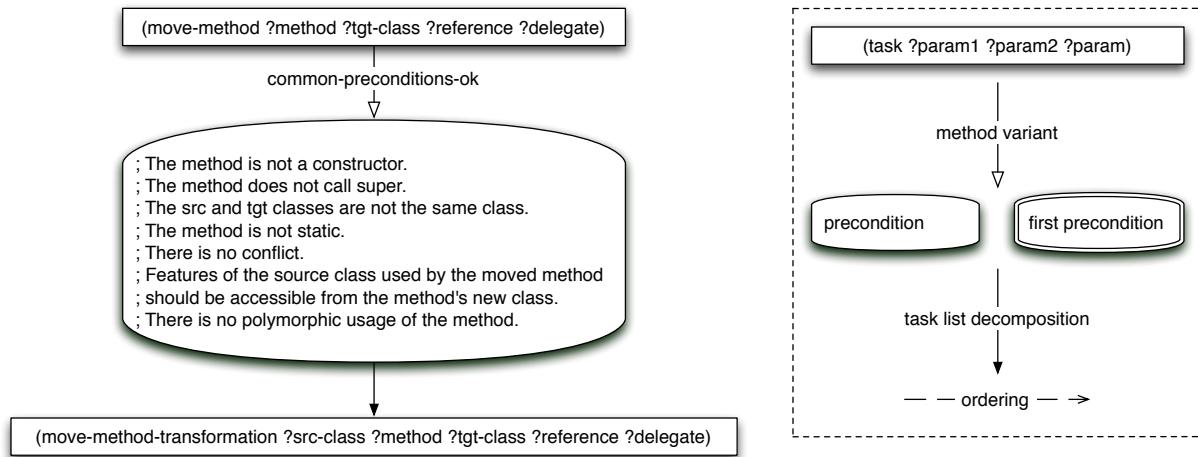 (move-method ?method ?tgt-class ?reference ?delegate)
common-preconditions-ok
; The method is not a constructor.
; The method does not call super.
; The src and tgt classes are not the same class.
; The method is not static.
; There is no conflict.
; Features of the source class used by the moved method
; should be accessible from the method's new class.
; There is no polymorphic usage of the method.
(move-method-transformation ?src-class ?method ?tgt-class ?reference ?delegate)
(task ?param1 ?param2 ?param)
method variant
precondition
first precondition
task list decomposition
ordering